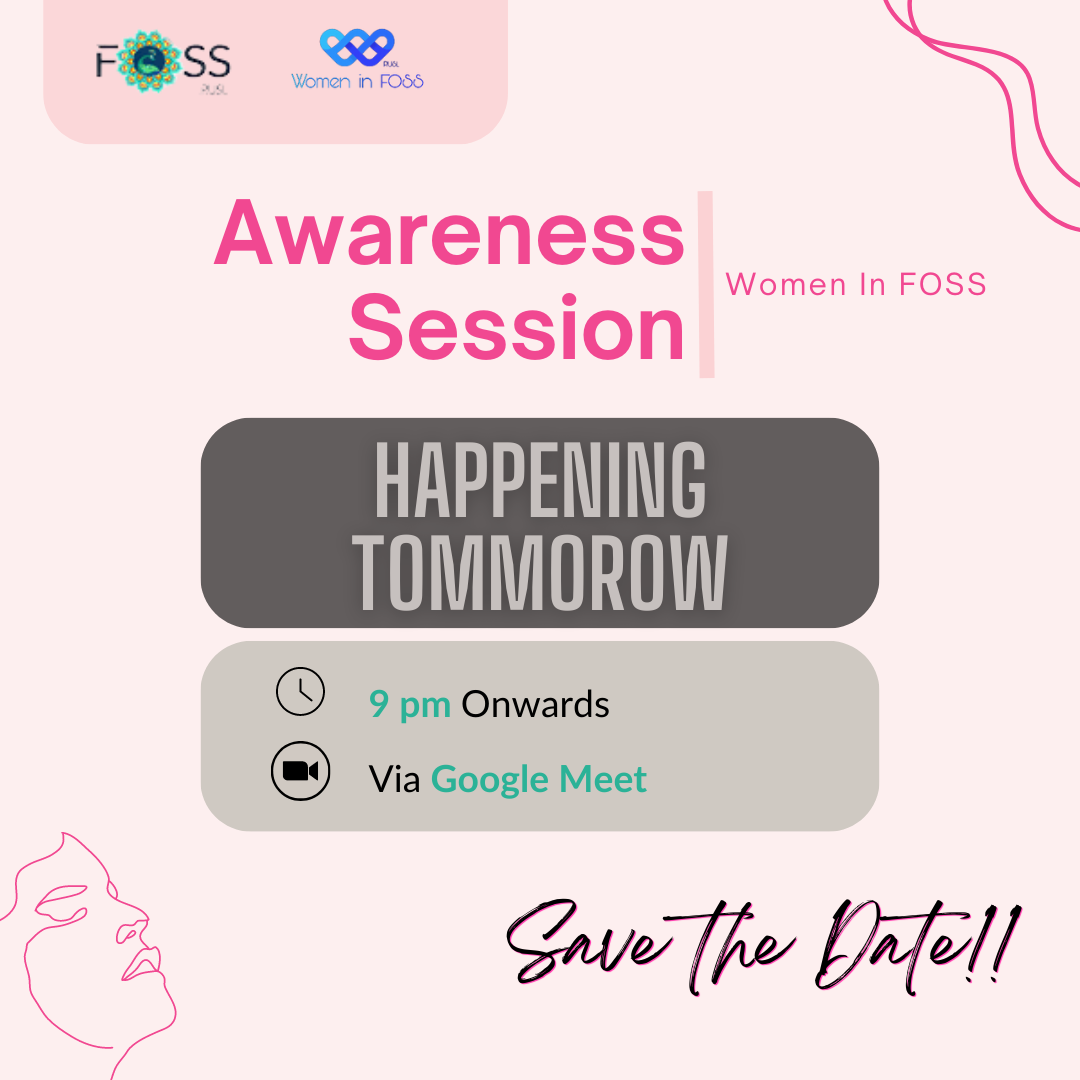 FOSS
PUSL
PUSL
Women in FOSS
Awareness
Session
Women In FOSS
HAPPENING
TOMMOROW
9 pm Onwards
Via Google Meet
Save the Date!!